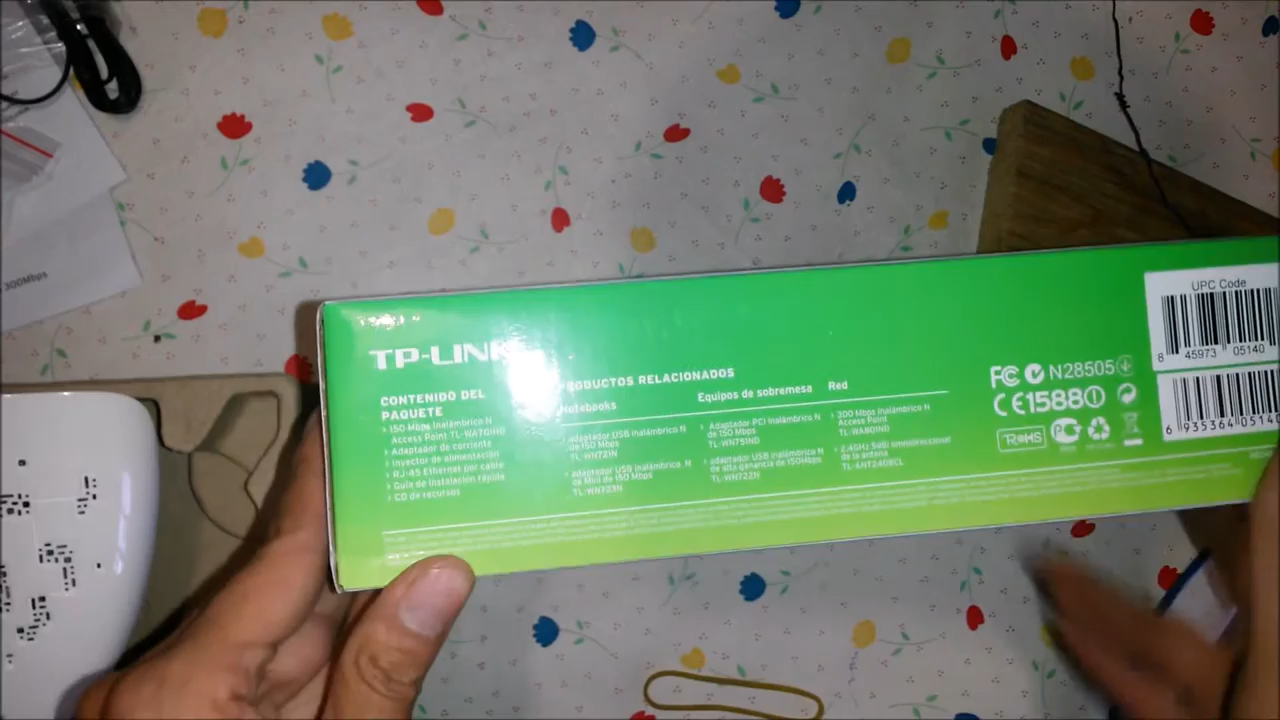 300Mbps
TP-LINK
CONTENIDO DEL
PAQUETE
› 150 Mbps Inalámbrico N
Access Point TL-WA701ND
› Adaptador de corriente
› Inyector de alimentación
› RJ-45 Ethernet por cable
› Guía de instalación rápida
› CD de recursos
PRODUCTOS RELACIONADOS
Notebooks
adaptador USB inalámbrico N
de 150 Mbps
TL-WN721N
› adaptador USB inalámbrico N
de Mini de 150 Mbps
TL-WN723N
Equipos de sobremesa
› Adaptador PCI Inalámbrico N
de 150 Mbps
TL-WN751ND
› adaptador USB inalámbrico N
de alta ganancia de 150Mbps
TL-WN722N
Red
› 300 Mbps Inalámbrico N
Access Point
TL-WA801ND
› 2.4GHz 8dBi omnidireccional
de la antena
TL-ANT2408CL
FC N28505
CE1588
RoHS
UPC Code
8 45973 05140
6 935364 05140